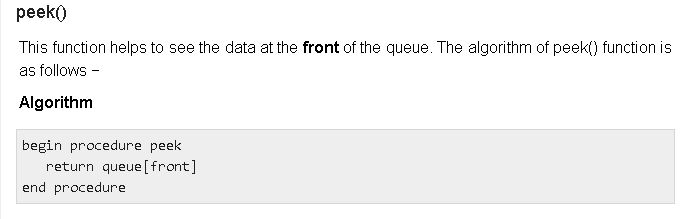 peek()
This function helps to see the data at the front of the queue. The algorithm of peek() function is
as follows −
Algorithm
begin procedure peek
   return queue[front]
end procedure